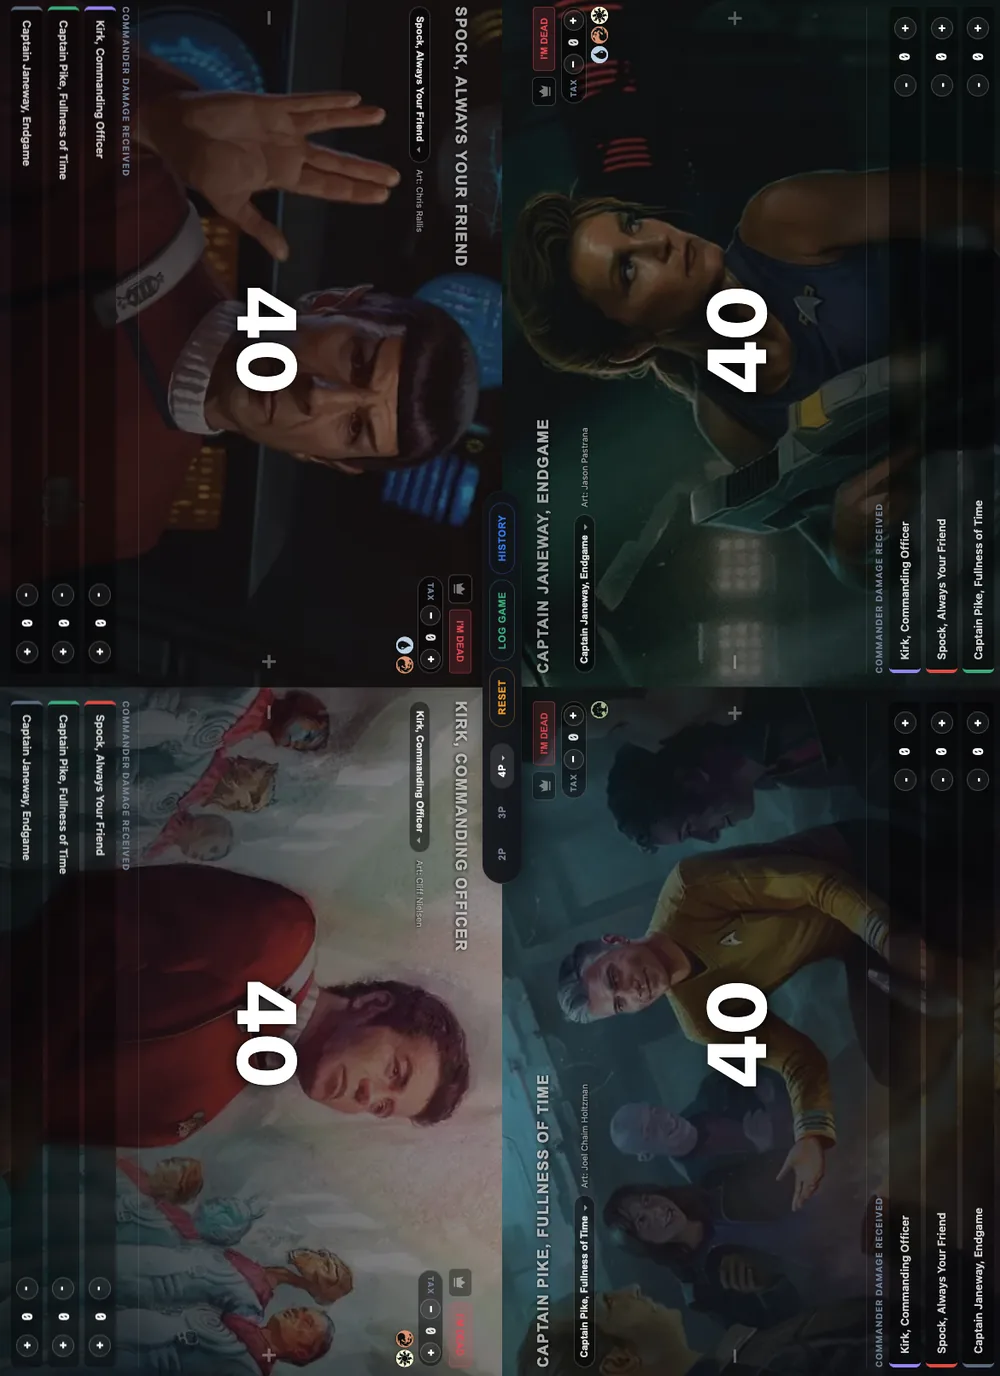 SPOCK, ALWAYS YOUR FRIEND
Spock, Always Your Friend
Art: Chris Rallis
I'M DEAD
TAX - 0 +
−
40
+
COMMANDER DAMAGE RECEIVED
Kirk, Commanding Officer - 0 +
Captain Pike, Fullness of Time - 0 +
Captain Janeway, Endgame - 0 +
CAPTAIN JANEWAY, ENDGAME
Captain Janeway, Endgame
Art: Jason Pastrana
I'M DEAD
TAX - 0 +
−
40
+
COMMANDER DAMAGE RECEIVED
Kirk, Commanding Officer - 0 +
Spock, Always Your Friend - 0 +
Captain Pike, Fullness of Time - 0 +
2P
3P
4P
RESET
LOG GAME
HISTORY
KIRK, COMMANDING OFFICER
Kirk, Commanding Officer
Art: Cliff Nielsen
I'M DEAD
TAX - 0 +
−
40
+
COMMANDER DAMAGE RECEIVED
Spock, Always Your Friend - 0 +
Captain Pike, Fullness of Time - 0 +
Captain Janeway, Endgame - 0 +
CAPTAIN PIKE, FULLNESS OF TIME
Captain Pike, Fullness of Time
Art: Joel Chaim Holtzman
I'M DEAD
TAX - 0 +
−
40
+
COMMANDER DAMAGE RECEIVED
Kirk, Commanding Officer - 0 +
Spock, Always Your Friend - 0 +
Captain Janeway, Endgame - 0 +